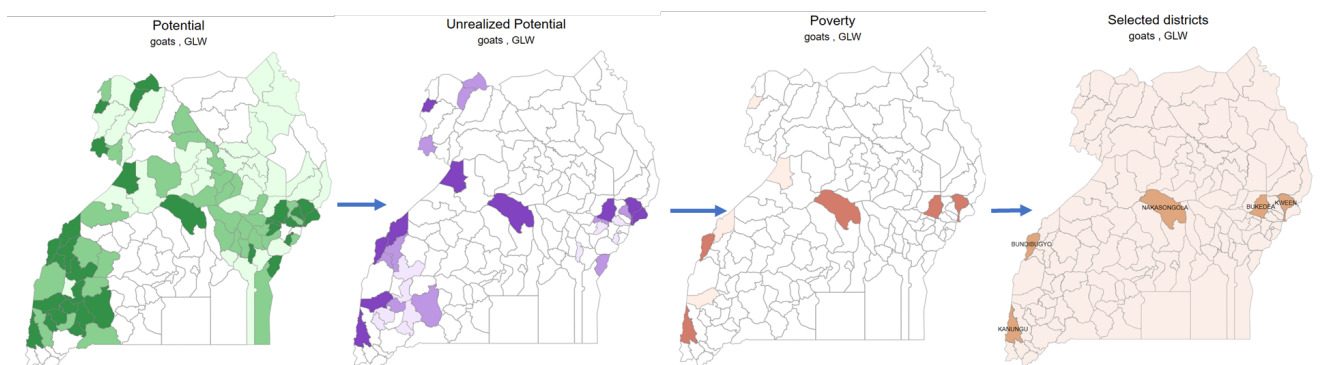 Potential
goats , GLW
Unrealized Potential
goats , GLW
Poverty
goats , GLW
Selected districts
goats , GLW
NAKASONGOLA
BUKEDEA
KWEEN
BUNDIBUGYO
KANUNGU